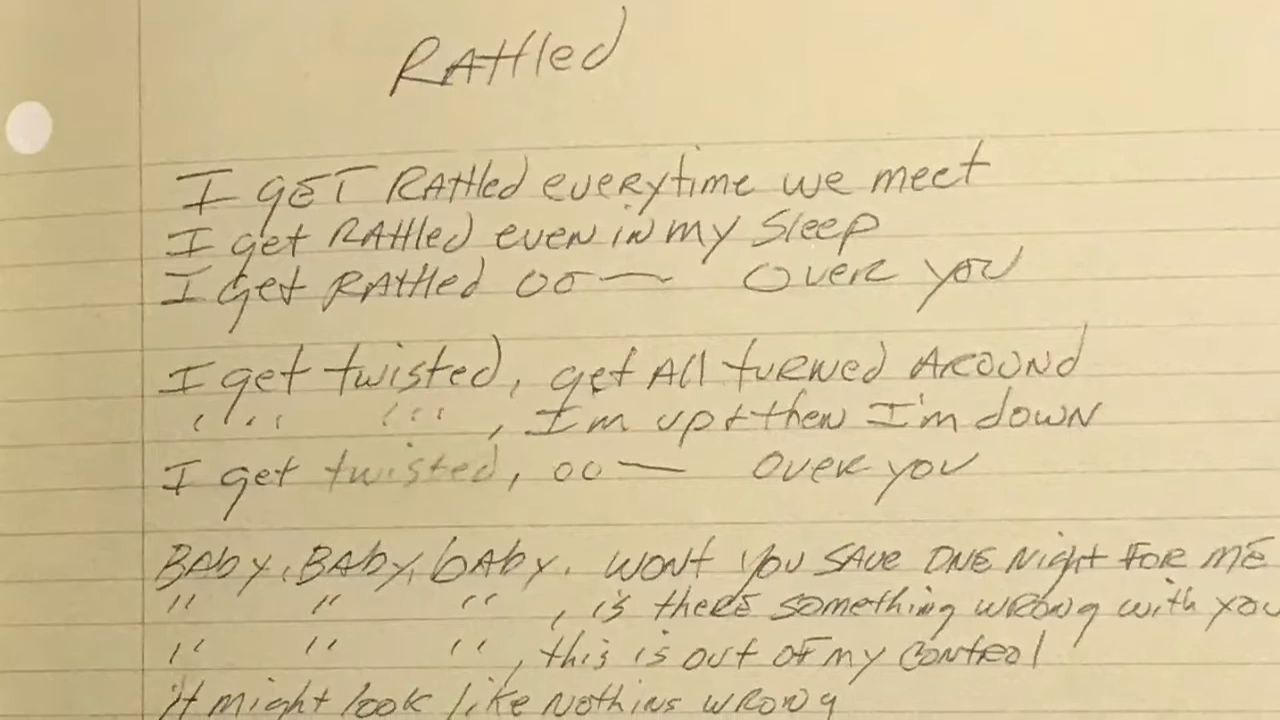 Rattled
I get Rattled everytime we meet
I get Rattled even in my sleep
I get Rattled oo— over you
I get twisted, get All turned Around
" " " " " ", I'm up + then I'm down
I get twisted, oo— over you
Baby, Baby, baby. wont you save one night for me
" " ", is there something wrong with you
" " ", this is out of my control
it might look like nothins wrong